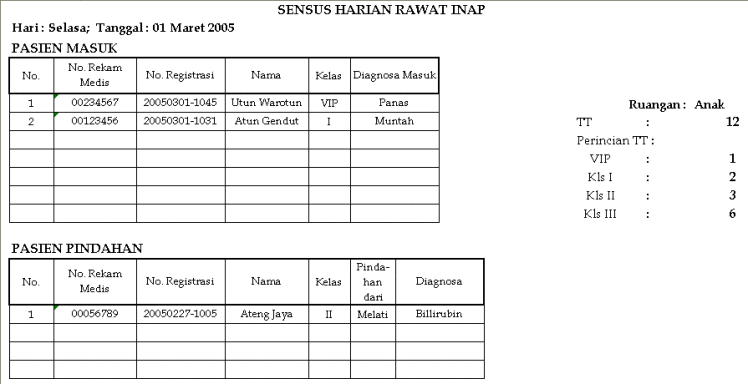 SENSUS HARIAN RAWAT INAP
Hari : Selasa; Tanggal : 01 Maret 2005
PASIEN MASUK
No. No. Rekam Medis No. Registrasi Nama Kelas Diagnosa Masuk
1 00234567 20050301-1045 Utun Warotun VIP Panas
2 00123456 20050301-1031 Atun Gendut I Muntah
Ruangan : Anak
TT : 12
Perincian TT :
VIP : 1
Kls I : 2
Kls II : 3
Kls III : 6
PASIEN PINDAHAN
No. No. Rekam Medis No. Registrasi Nama Kelas Pinda- han dari Diagnosa
1 00056789 20050227-1005 Ateng Jaya II Melati Billirubin